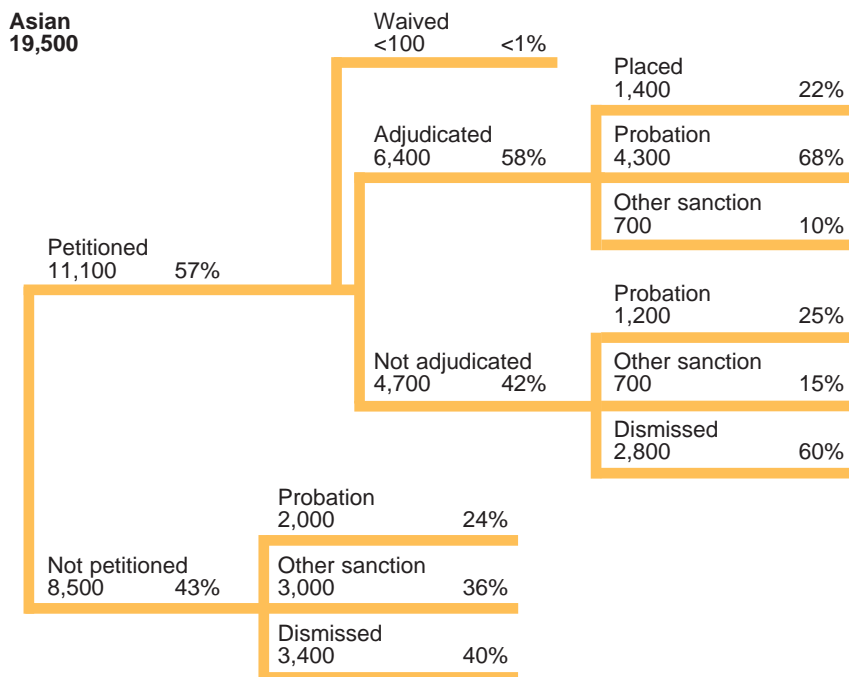 Asian
19,500
Waived
<100 <1%
Placed
1,400 22%
Adjudicated
6,400 58%
Probation
4,300 68%
Other sanction
700 10%
Petitioned
11,100 57%
Probation
1,200 25%
Not adjudicated
4,700 42%
Other sanction
700 15%
Dismissed
2,800 60%
Probation
2,000 24%
Not petitioned
8,500 43%
Other sanction
3,000 36%
Dismissed
3,400 40%